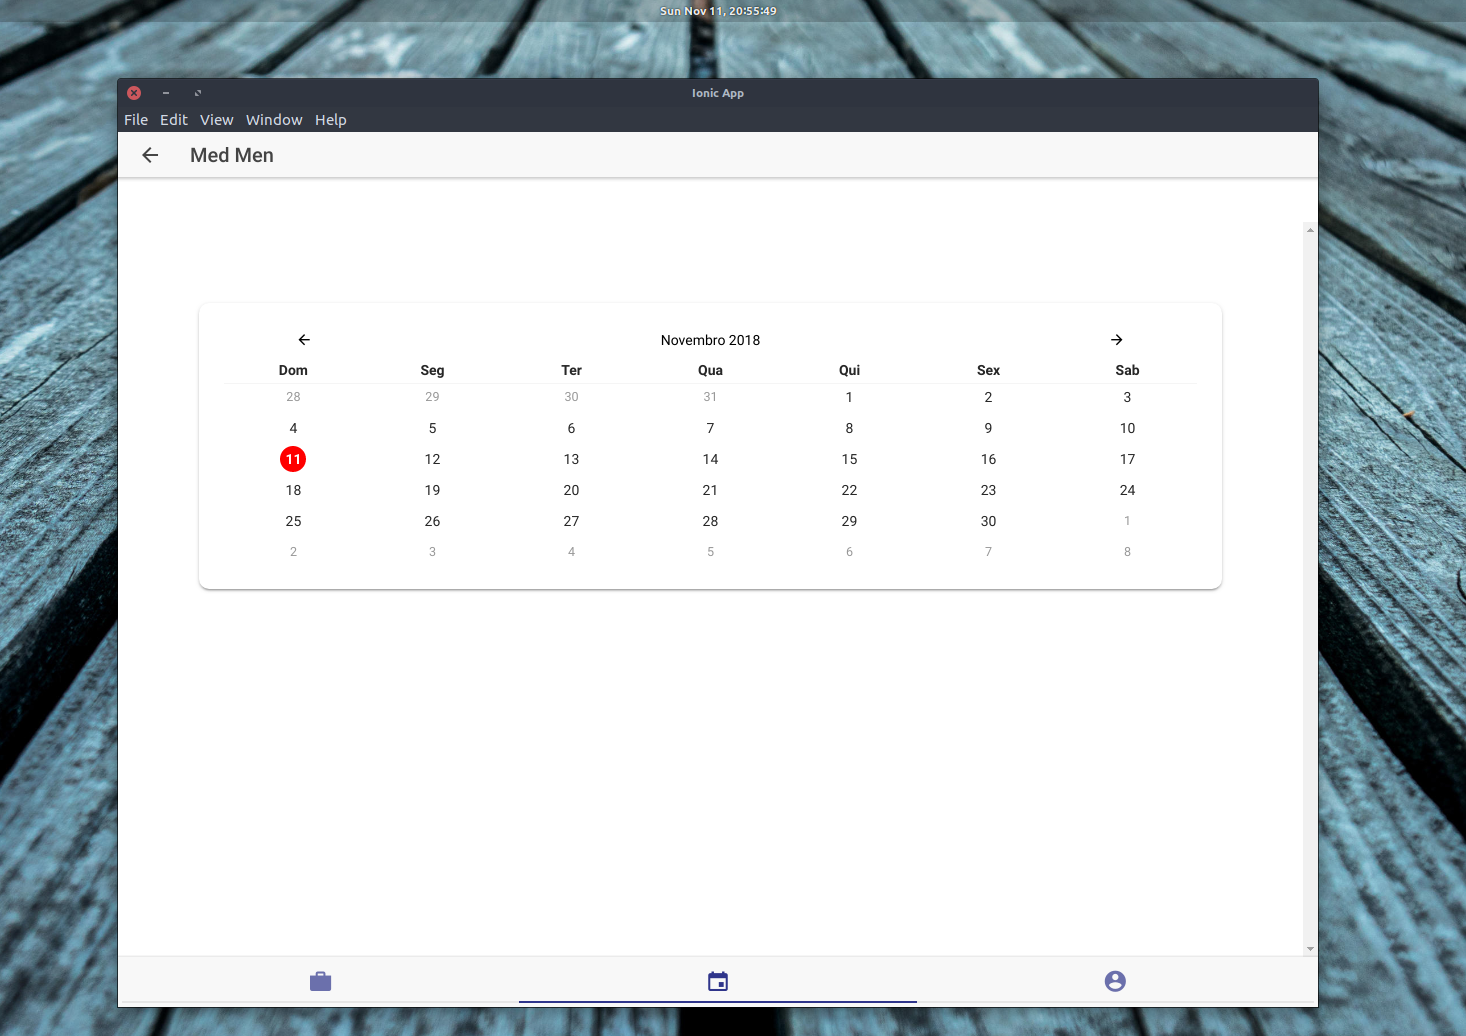 Sun Nov 11, 20:55:49
Ionic App
File Edit View Window Help
Med Men
Novembro 2018
Dom Seg Ter Qua Qui Sex Sab
28 29 30 31 1 2 3
4 5 6 7 8 9 10
11 12 13 14 15 16 17
18 19 20 21 22 23 24
25 26 27 28 29 30 1
2 3 4 5 6 7 8